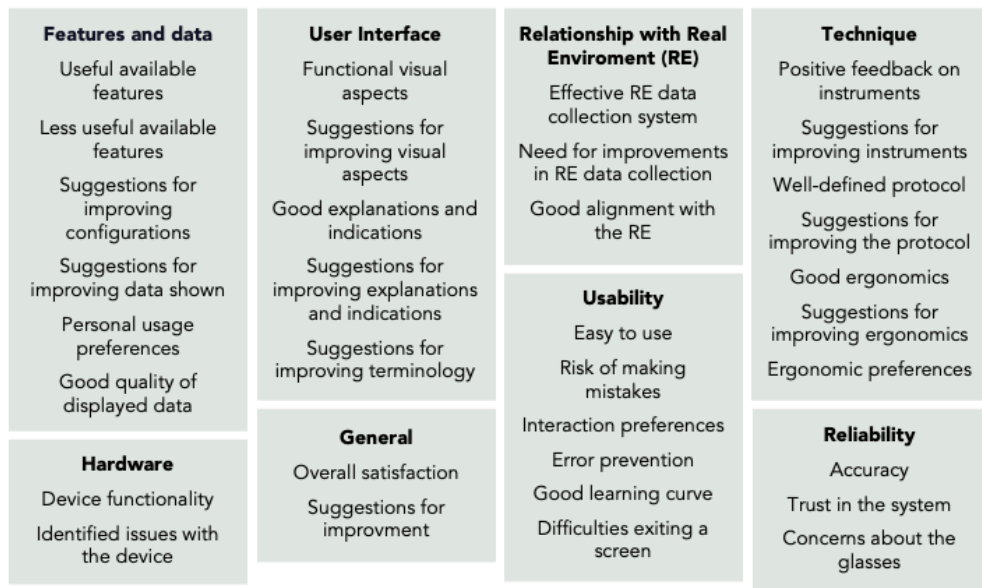 Features and data
Useful available
features
Less useful available
features
Suggestions for
improving
configurations
Suggestions for
improving data shown
Personal usage
preferences
Good quality of
displayed data
Hardware
Device functionality
Identified issues with
the device
User Interface
Functional visual
aspects
Suggestions for
improving visual
aspects
Good explanations and
indications
Suggestions for
improving explanations
and indications
Suggestions for
improving terminology
General
Overall satisfaction
Suggestions for
improvment
Relationship with Real
Enviroment (RE)
Effective RE data
collection system
Need for improvements
in RE data collection
Good alignment with
the RE
Usability
Easy to use
Risk of making
mistakes
Interaction preferences
Error prevention
Good learning curve
Difficulties exiting a
screen
Technique
Positive feedback on
instruments
Suggestions for
improving instruments
Well-defined protocol
Suggestions for
improving the protocol
Good ergonomics
Suggestions for
improving ergonomics
Ergonomic preferences
Reliability
Accuracy
Trust in the system
Concerns about the
glasses